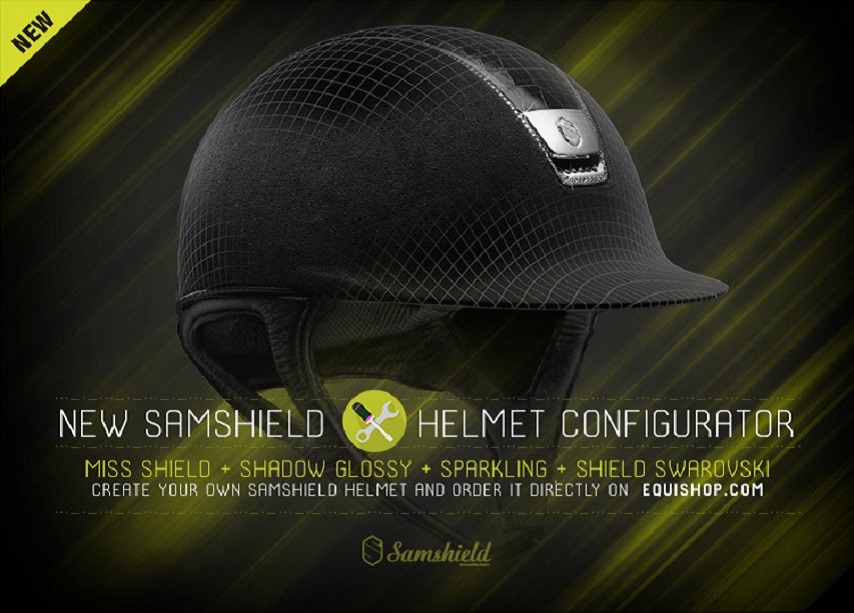 NEW
NEW SAMSHIELD HELMET CONFIGURATOR
MISS SHIELD + SHADOW GLOSSY + SPARKLING + SHIELD SWAROVSKI
CREATE YOUR OWN SAMSHIELD HELMET AND ORDER IT DIRECTLY ON EQUISHOP.COM
Samshield